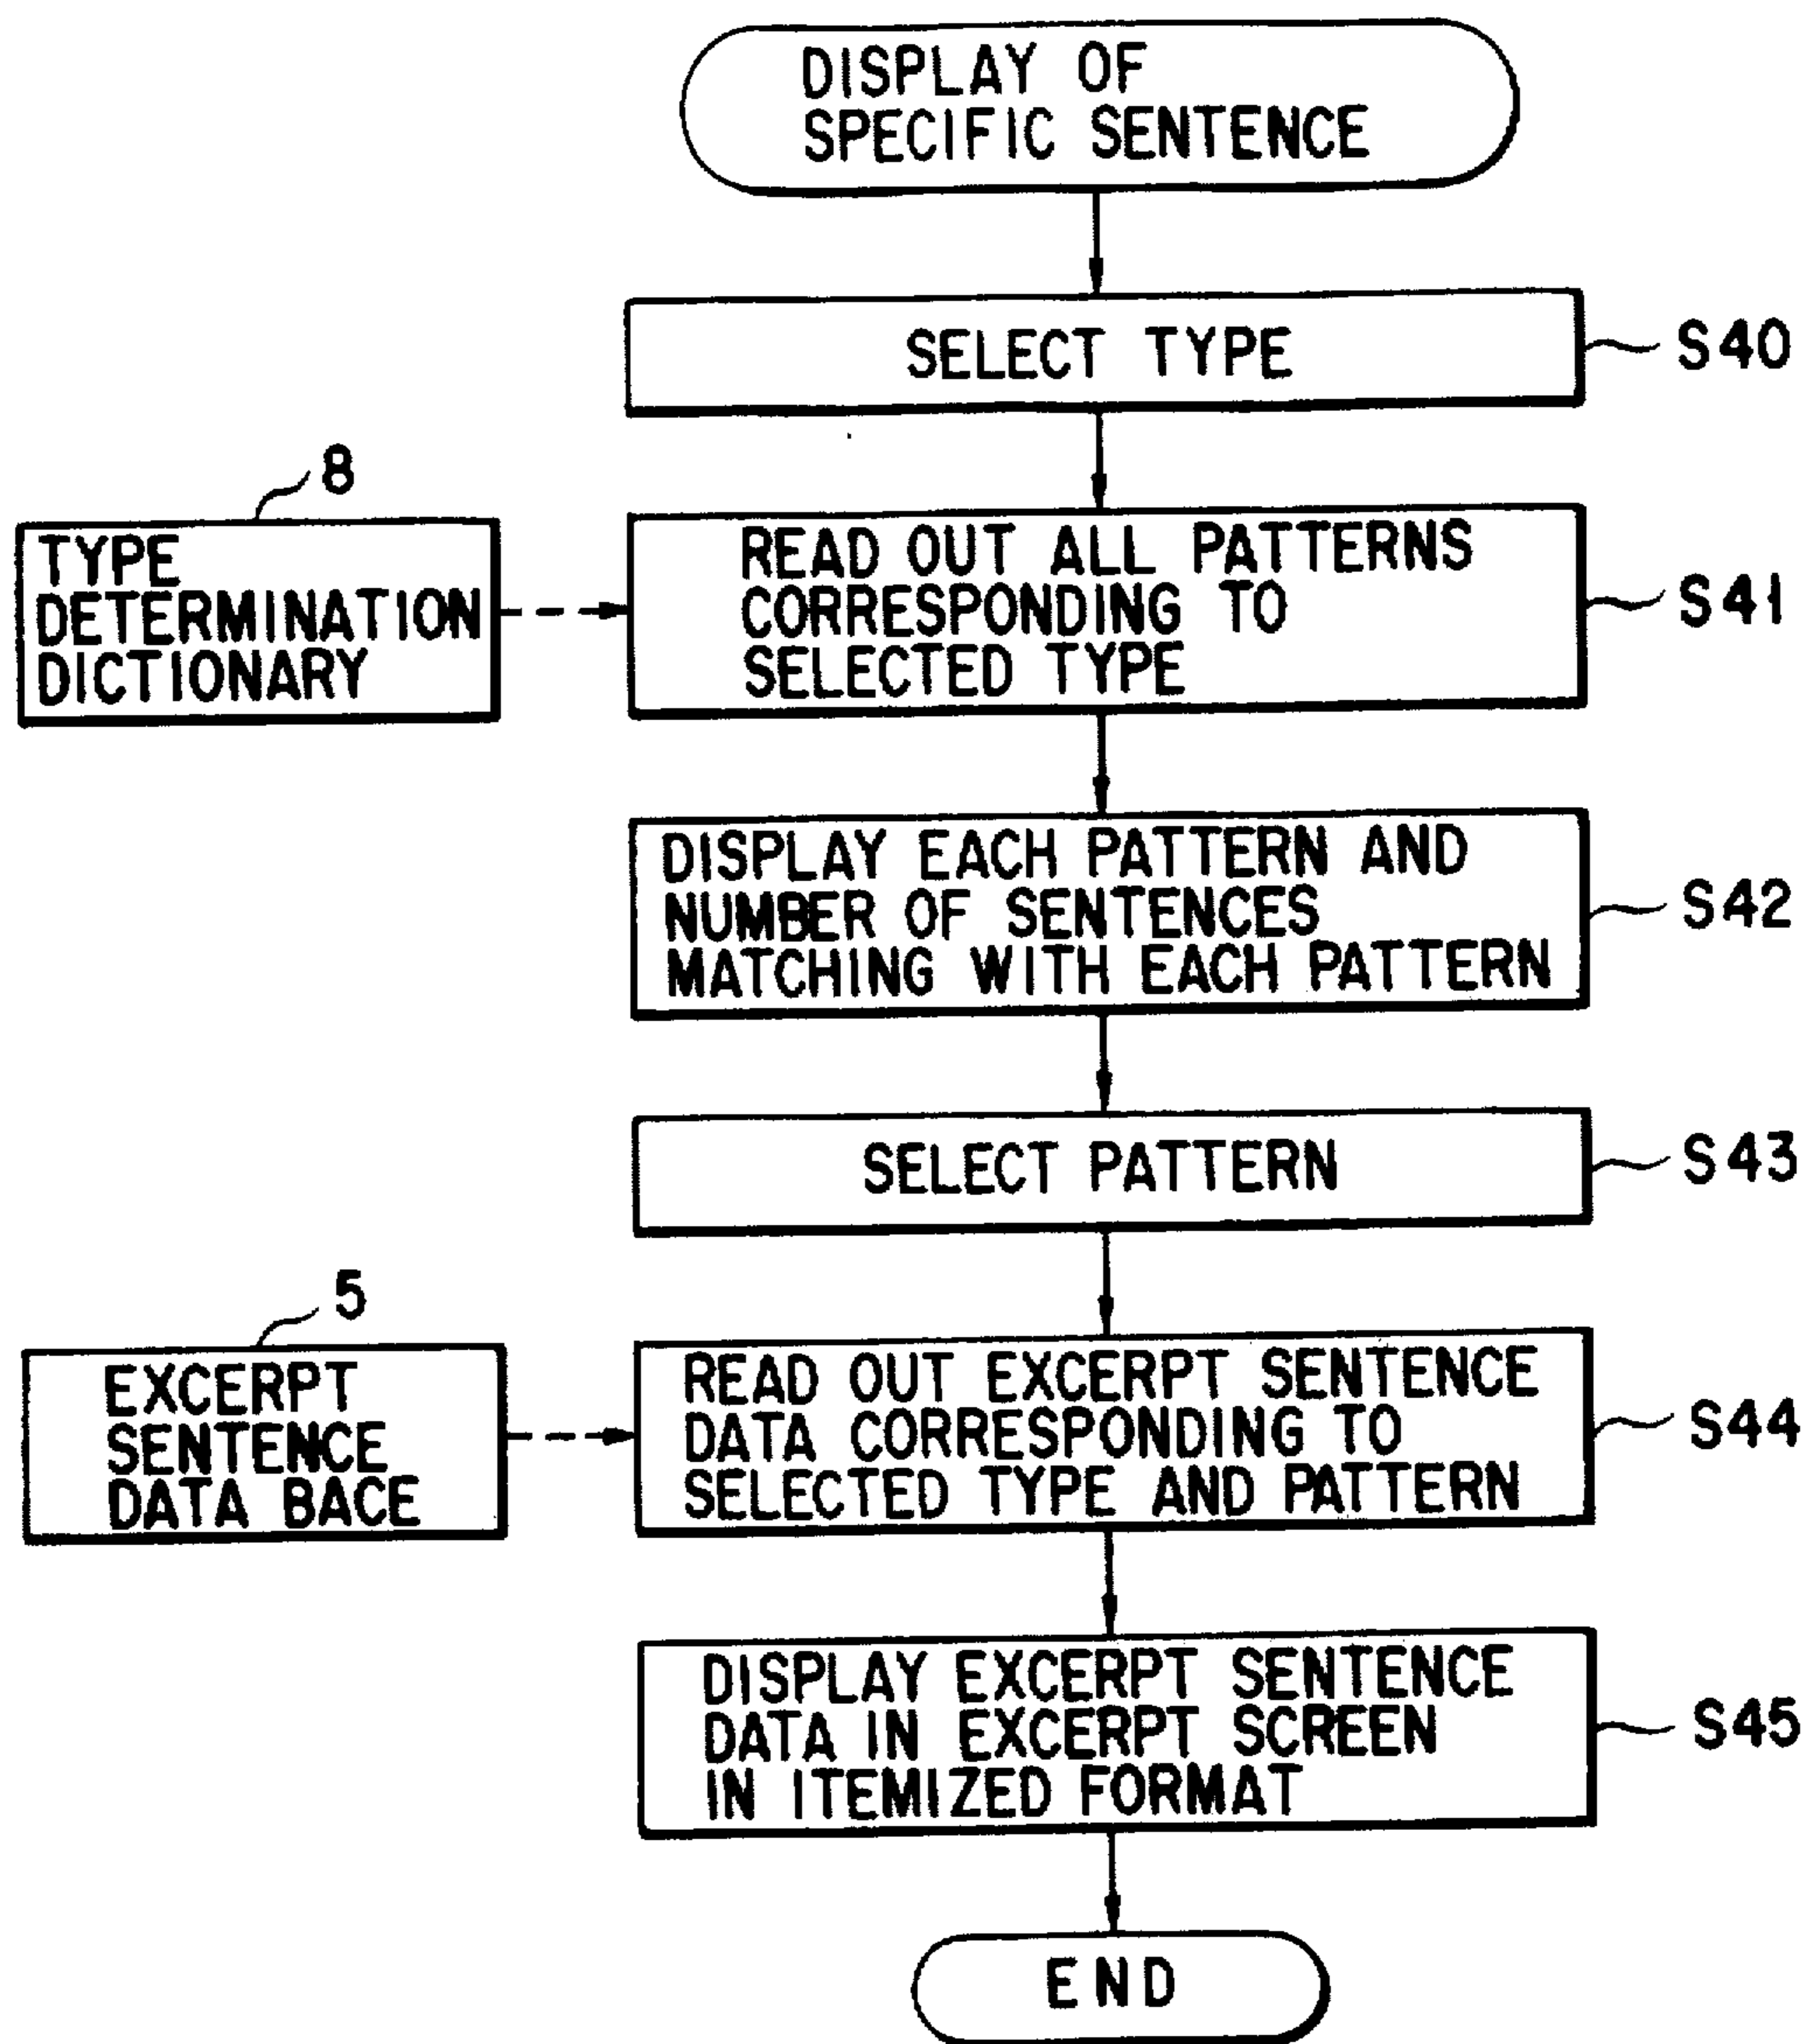 DISPLAY OF
SPECIFIC SENTENCE
SELECT TYPE
S40
8
TYPE
DETERMINATION
DICTIONARY
READ OUT ALL PATTERNS
CORRESPONDING TO
SELECTED TYPE
S41
DISPLAY EACH PATTERN AND
NUMBER OF SENTENCES
MATCHING WITH EACH PATTERN
S42
SELECT PATTERN
S43
5
EXCERPT
SENTENCE
DATA BACE
READ OUT EXCERPT SENTENCE
DATA CORRESPONDING TO
SELECTED TYPE AND PATTERN
S44
DISPLAY EXCERPT SENTENCE
DATA IN EXCERPT SCREEN
IN ITEMIZED FORMAT
S45
END